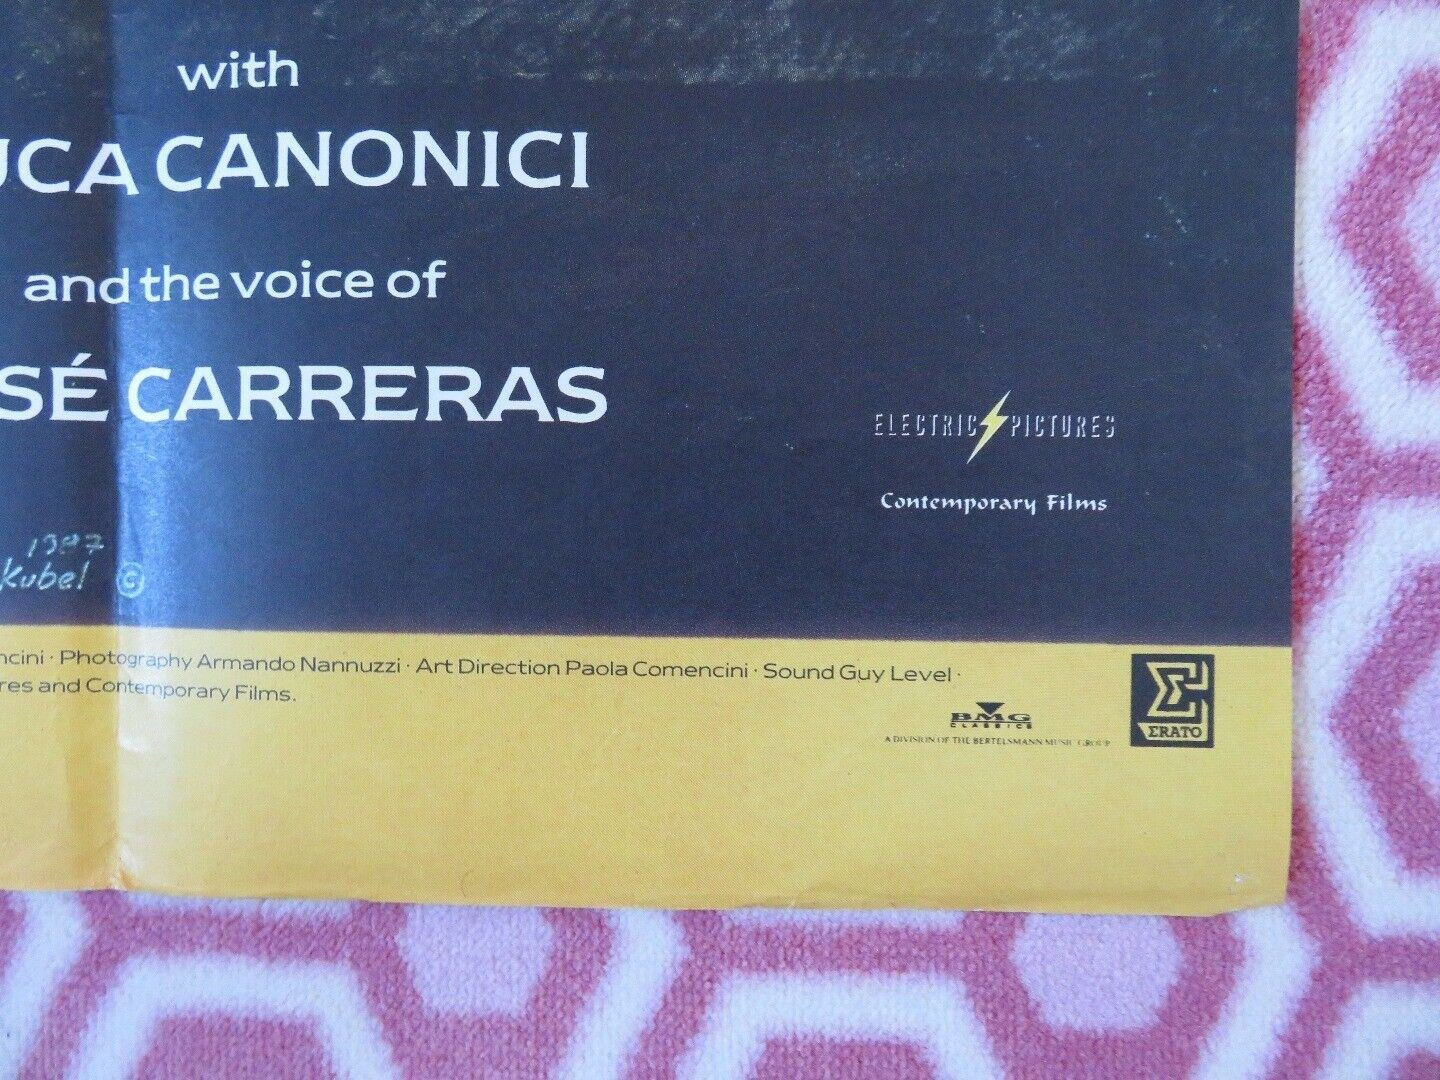 with
UCA CANONICI
and the voice of
SÉ CARRERAS
ELECTRIC PICTURES
Contemporary Films
1987
Kubel ©
ncini · Photography Armando Nannuzzi · Art Direction Paola Comencini · Sound Guy Level ·
res and Contemporary Films.
BMG
CLASSICS
A DIVISION OF THE BERTELSMANN MUSIC GROUP
ΣRATO